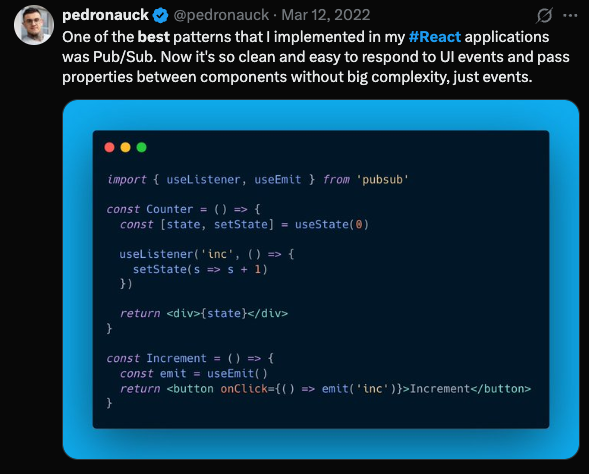 pedronauck @pedronauck · Mar 12, 2022
One of the best patterns that I implemented in my #React applications
was Pub/Sub. Now it's so clean and easy to respond to UI events and pass
properties between components without big complexity, just events.
import { useListener, useEmit } from 'pubsub'
const Counter = () => {
  const [state, setState] = useState(0)
  useListener('inc', () => {
    setState(s => s + 1)
  })
  return <div>{state}</div>
}
const Increment = () => {
  const emit = useEmit()
  return <button onClick={() => emit('inc')}>Increment</button>
}